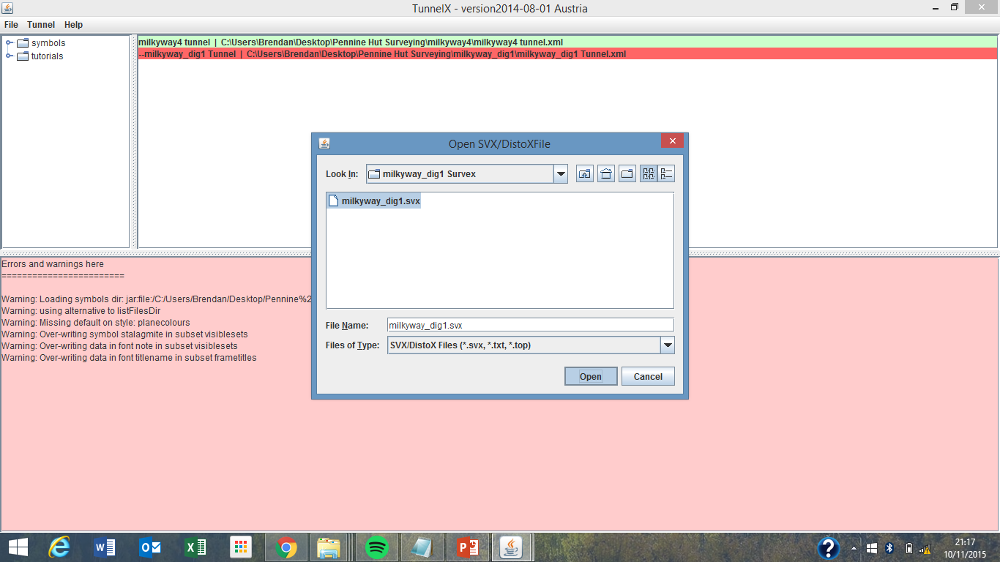 TunnelX - version2014-08-01 Austria
File Tunnel Help
symbols
tutorials
milkyway4 tunnel | C:\Users\Brendan\Desktop\Pennine Hut Surveying\milkyway4\milkyway4 tunnel.xml
--milkyway_dig1 Tunnel | C:\Users\Brendan\Desktop\Pennine Hut Surveying\milkyway_dig1\milkyway_dig1 Tunnel.xml
Open SVX/DistoXFile
Look In: milkyway_dig1 Survex
milkyway_dig1.svx
File Name: milkyway_dig1.svx
Files of Type: SVX/DistoX Files (*.svx, *.txt, *.top)
Open Cancel
Errors and warnings here
========================
Warning: Loading symbols dir: jar:file:/C:/Users/Brendan/Desktop/Pennine%2
Warning: using alternative to listFilesDir
Warning: Missing default on style: planecolours
Warning: Over-writing symbol stalagmite in subset visiblesets
Warning: Over-writing data in font note in subset visiblesets
Warning: Over-writing data in font titlename in subset frametitles
21:17
10/11/2015